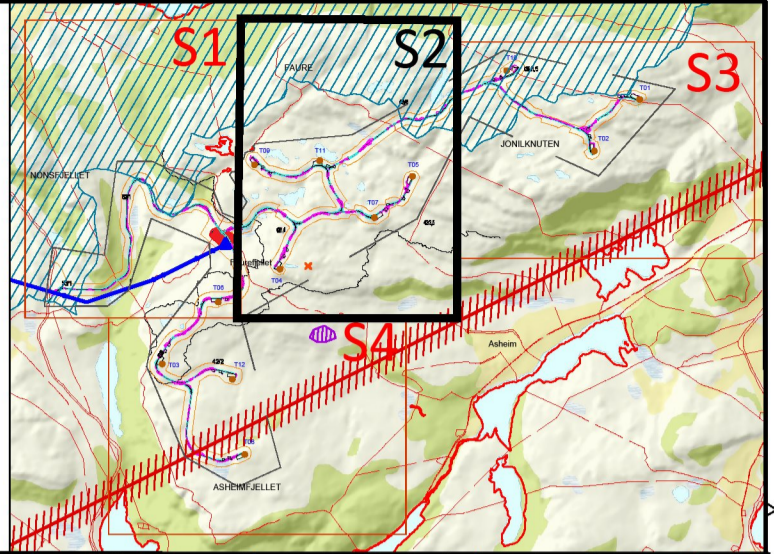 S1
S2
S3
FAURE
T10
T01
T02
JONILKNUTEN
T09
T11
T05
T07
NONSFJELLET
T04
T06
S4
Asheim
T03
T12
ASHEIMFJELLET